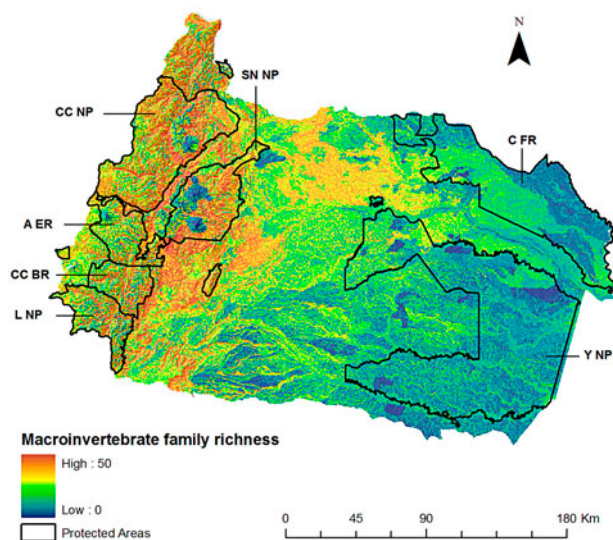 N
SN NP
CC NP
C FR
A ER
CC BR
L NP
Y NP
Macroinvertebrate family richness
High : 50
Low : 0
Protected Areas
0 45 90 180 Km